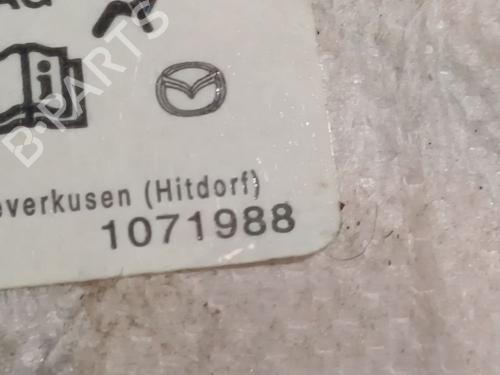 B-PARTS
everkusen (Hitdorf)
1071988